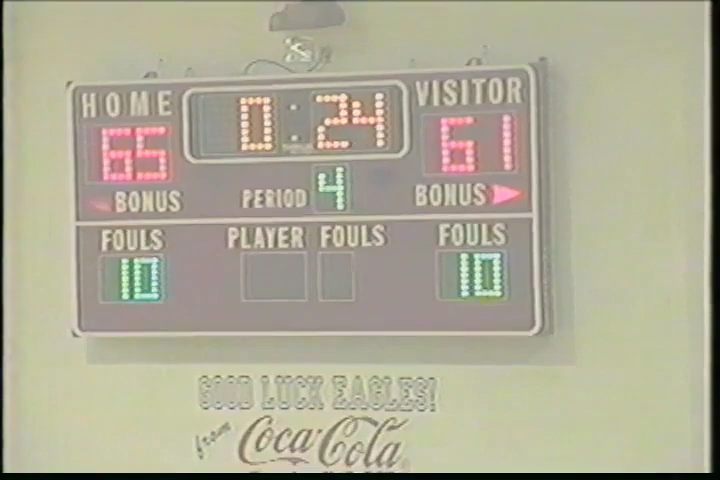 HOME 0:24 VISITOR
65 61
BONUS PERIOD 4 BONUS
FOULS PLAYER FOULS FOULS
10 10
GOOD LUCK EAGLES!
from Coca-Cola